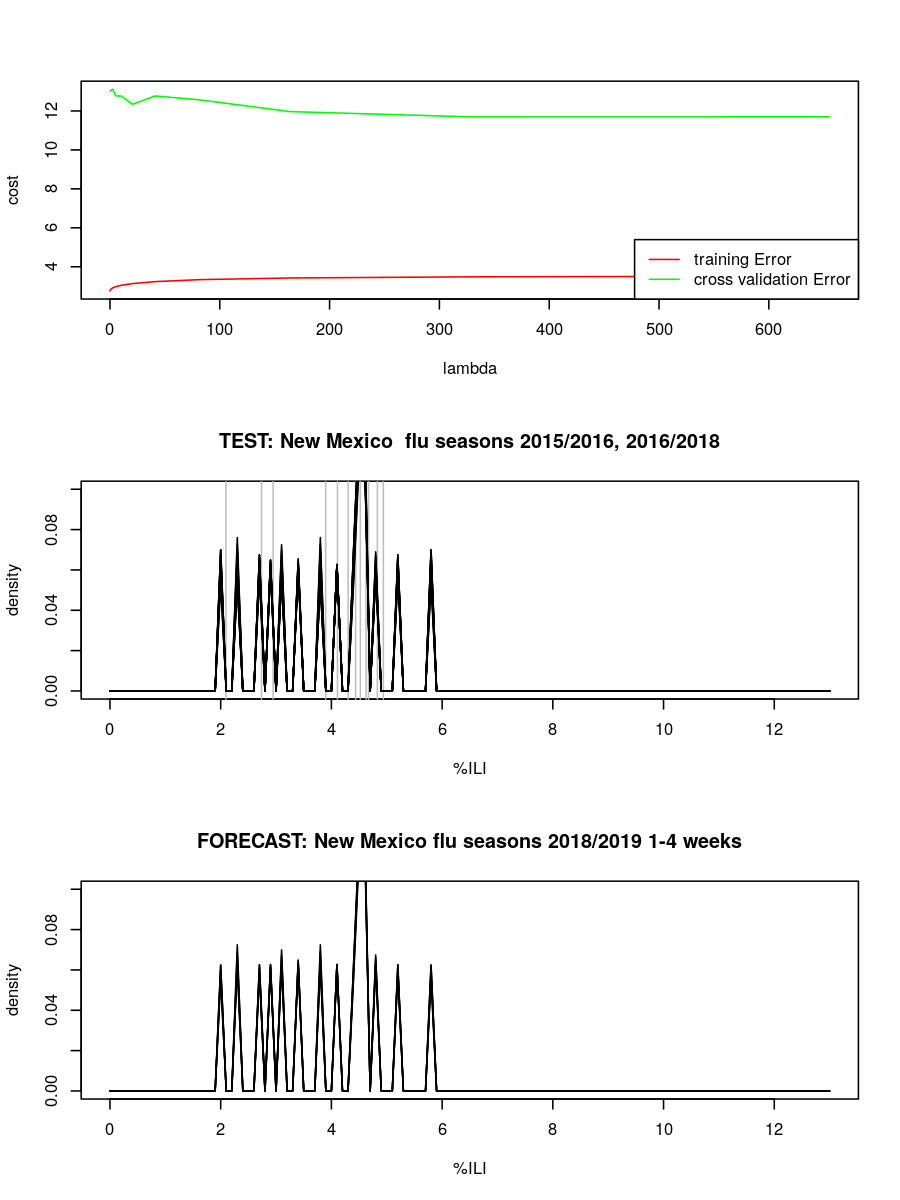 12
10
8
6
4
cost
training Error
cross validation Error
0 100 200 300 400 500 600
lambda
TEST: New Mexico  flu seasons 2015/2016, 2016/2018
0.08
0.04
0.00
density
0 2 4 6 8 10 12
%ILI
FORECAST: New Mexico flu seasons 2018/2019 1-4 weeks
0.08
0.04
0.00
density
0 2 4 6 8 10 12
%ILI